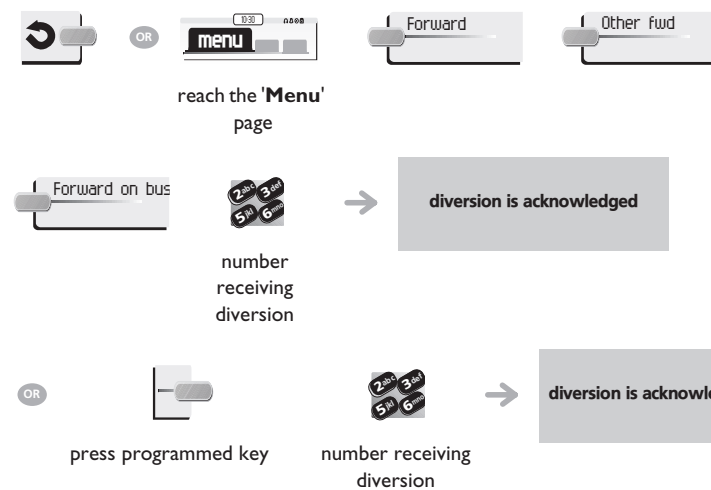 OR
10:30
menu
Forward
Other fwd
reach the 'Menu'
page
Forward on bus
2abc 3def
5jkl 6mno
diversion is acknowledged
number
receiving
diversion
OR
2abc 3def
5jkl 6mno
diversion is
press programmed key
number receiving
diversion